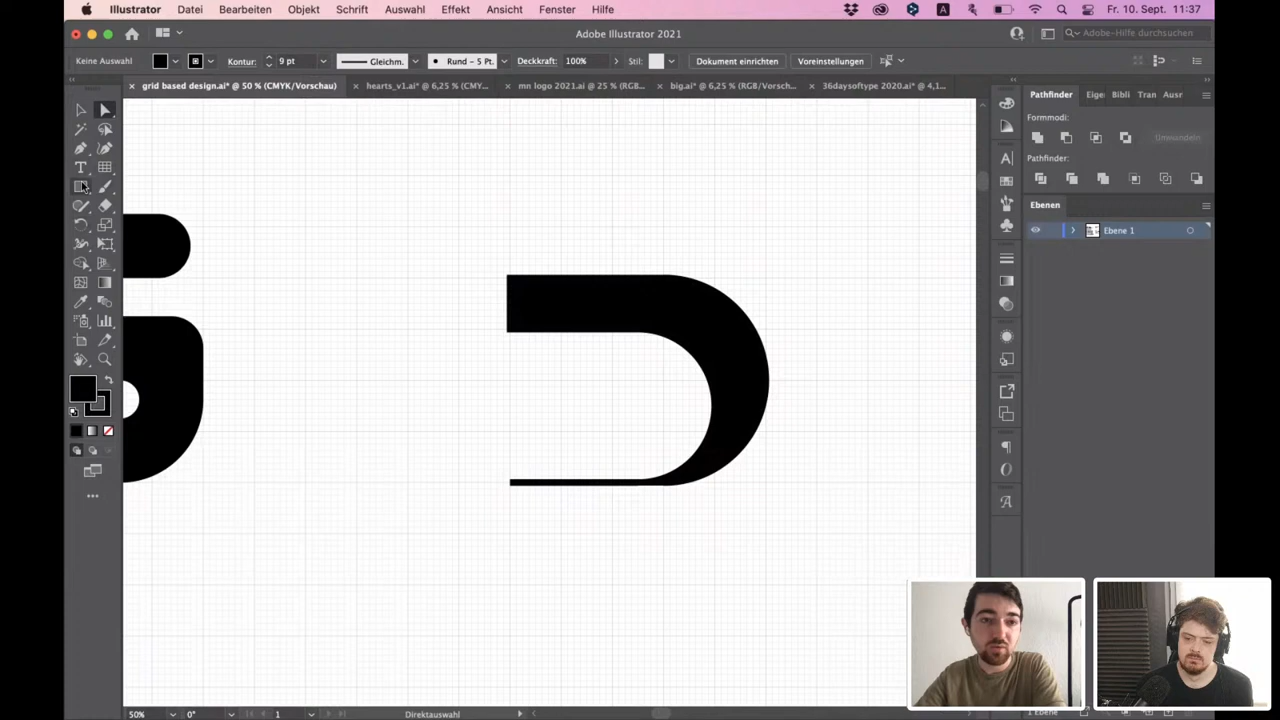 Illustrator Datei Bearbeiten Objekt Schrift Auswahl Effekt Ansicht Fenster Hilfe Fr. 10. Sept. 11:37
Adobe Illustrator 2021
Adobe-Hilfe durchsuchen
Keine Auswahl Kontur: 9 pt Gleichm. Rund - 5 Pt. Deckkraft: 100% Stil: Dokument einrichten Voreinstellungen
grid based design.ai* @ 50 % (CMYK/Vorschau) hearts_v1.ai* @ 6,25 % (CMY... mn logo 2021.ai @ 25 % (RGB... big.ai* @ 6,25 % (RGB/Vorsch... 36daysoftype 2020.ai* @ 4,1...
Pathfinder Eige Bibli Tran Ausr
Formmodi:
Umwandeln
Pathfinder:
Ebenen
Ebene 1
50% 0° 1 Direktauswahl
1 Ebene